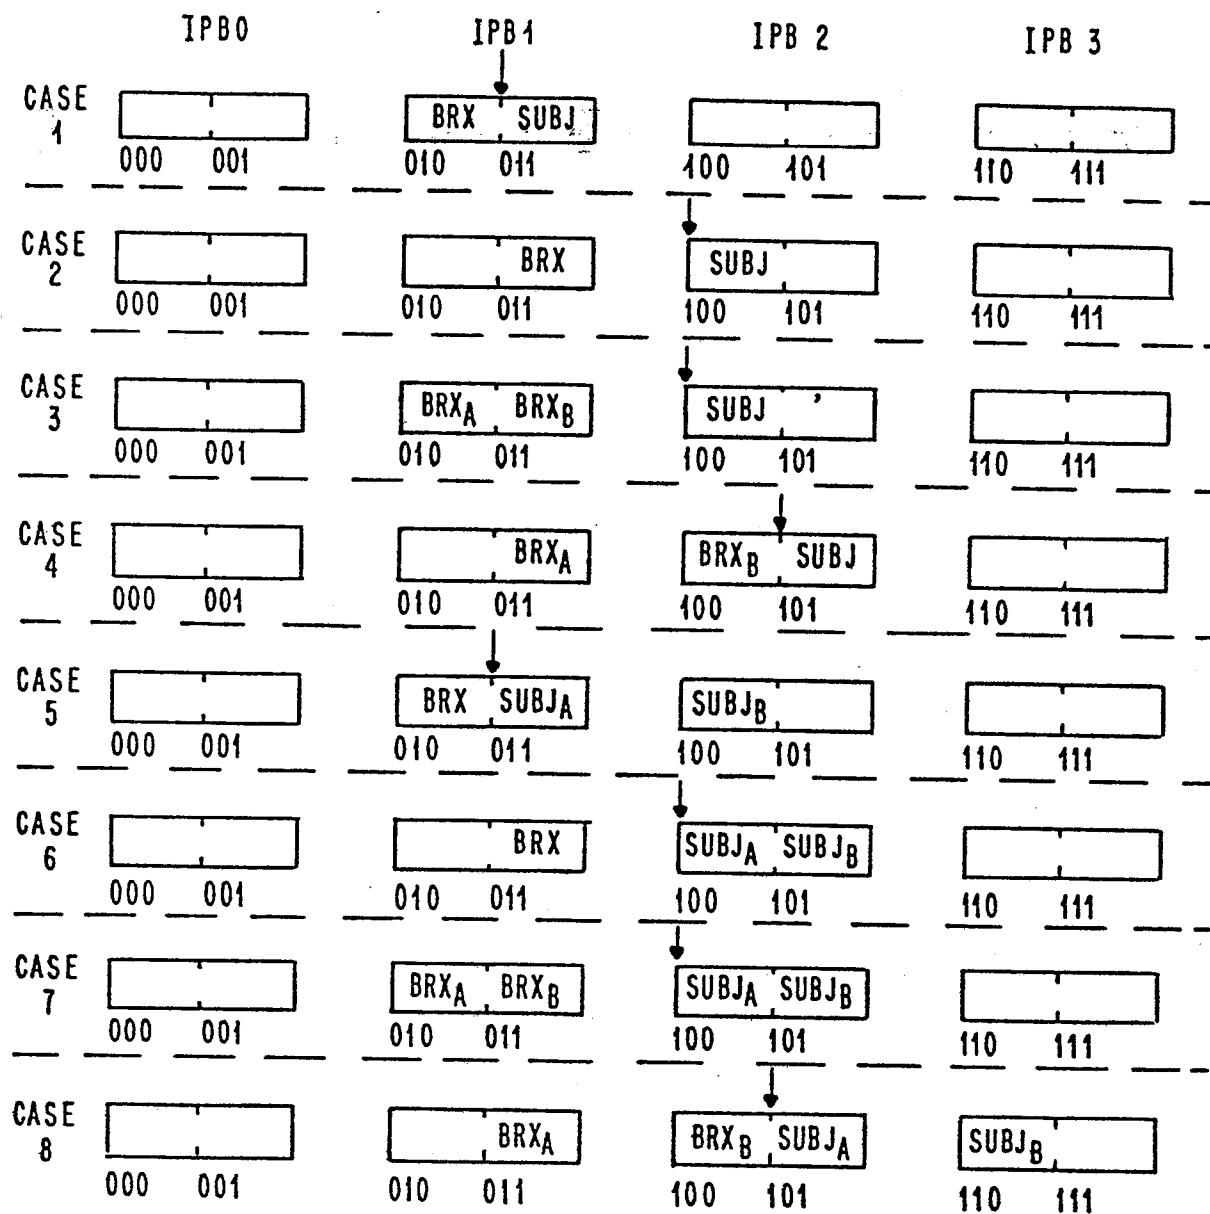 IPB0 IPB1 IPB 2 IPB 3
CASE 1
BRX SUBJ
000 001 010 011 100 101 110 111
CASE 2
BRX SUBJ
000 001 010 011 100 101 110 111
CASE 3
BRXA BRXB SUBJ ,
000 001 010 011 100 101 110 111
CASE 4
BRXA BRXB SUBJ
000 001 010 011 100 101 110 111
CASE 5
BRX SUBJA SUBJB
000 001 010 011 100 101 110 111
CASE 6
BRX SUBJA SUBJB
000 001 010 011 100 101 110 111
CASE 7
BRXA BRXB SUBJA SUBJB
000 001 010 011 100 101 110 111
CASE 8
BRXA BRXB SUBJA SUBJB
000 001 010 011 100 101 110 111